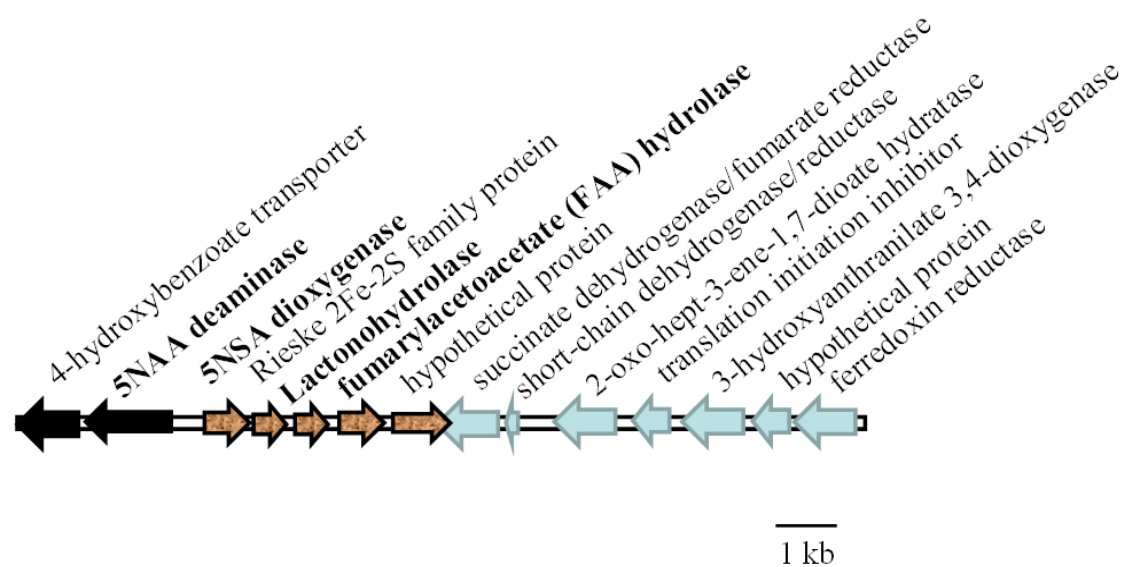 4-hydroxybenzoate transporter
5NAA deaminase
5NSA dioxygenase
Rieske 2Fe-2S family protein
Lactonohydrolase
fumarylacetoacetate (FAA) hydrolase
hypothetical protein
succinate dehydrogenase/fumarate reductase
short-chain dehydrogenase/reductase
2-oxo-hept-3-ene-1,7-dioate hydratase
translation initiation inhibitor
3-hydroxyanthranilate 3,4-dioxygenase
hypothetical protein
ferredoxin reductase
1 kb